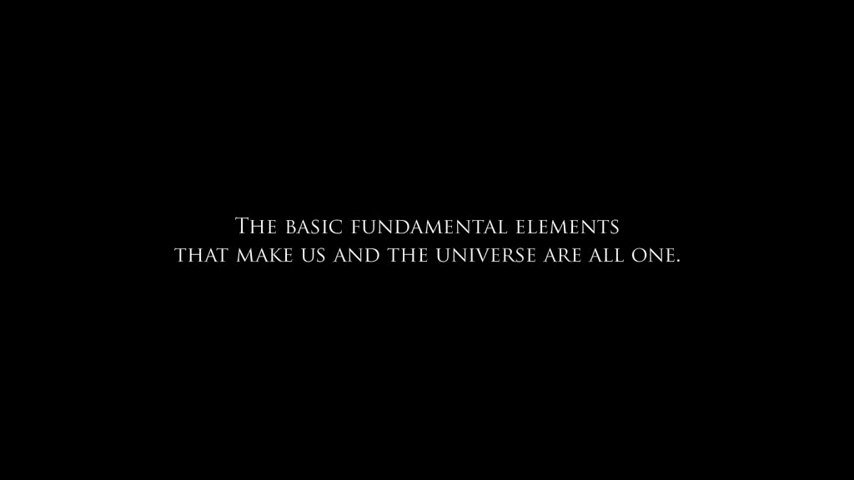 The basic fundamental elements
that make us and the universe are all one.